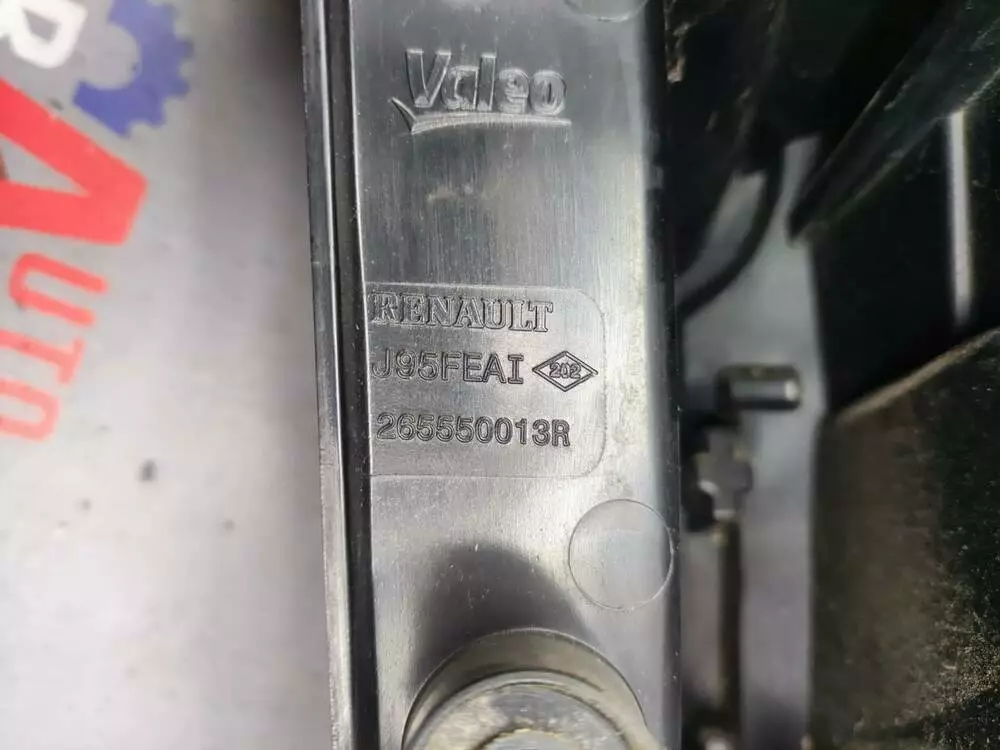 Valeo
RENAULT
J95FEAI 202
265550013R
AUTO